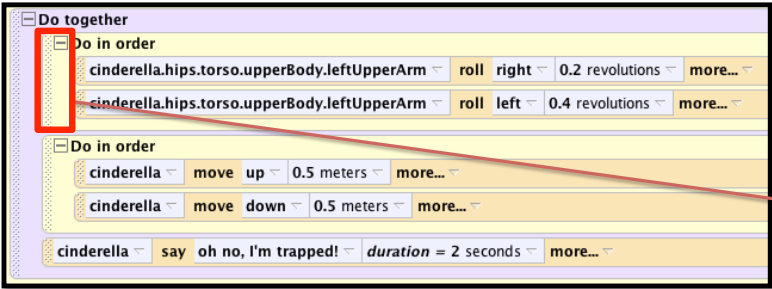 Do together
Do in order
cinderella.hips.torso.upperBody.leftUpperArm roll right 0.2 revolutions more...
cinderella.hips.torso.upperBody.leftUpperArm roll left 0.4 revolutions more...
Do in order
cinderella move up 0.5 meters more...
cinderella move down 0.5 meters more...
cinderella say oh no, I'm trapped! duration = 2 seconds more...